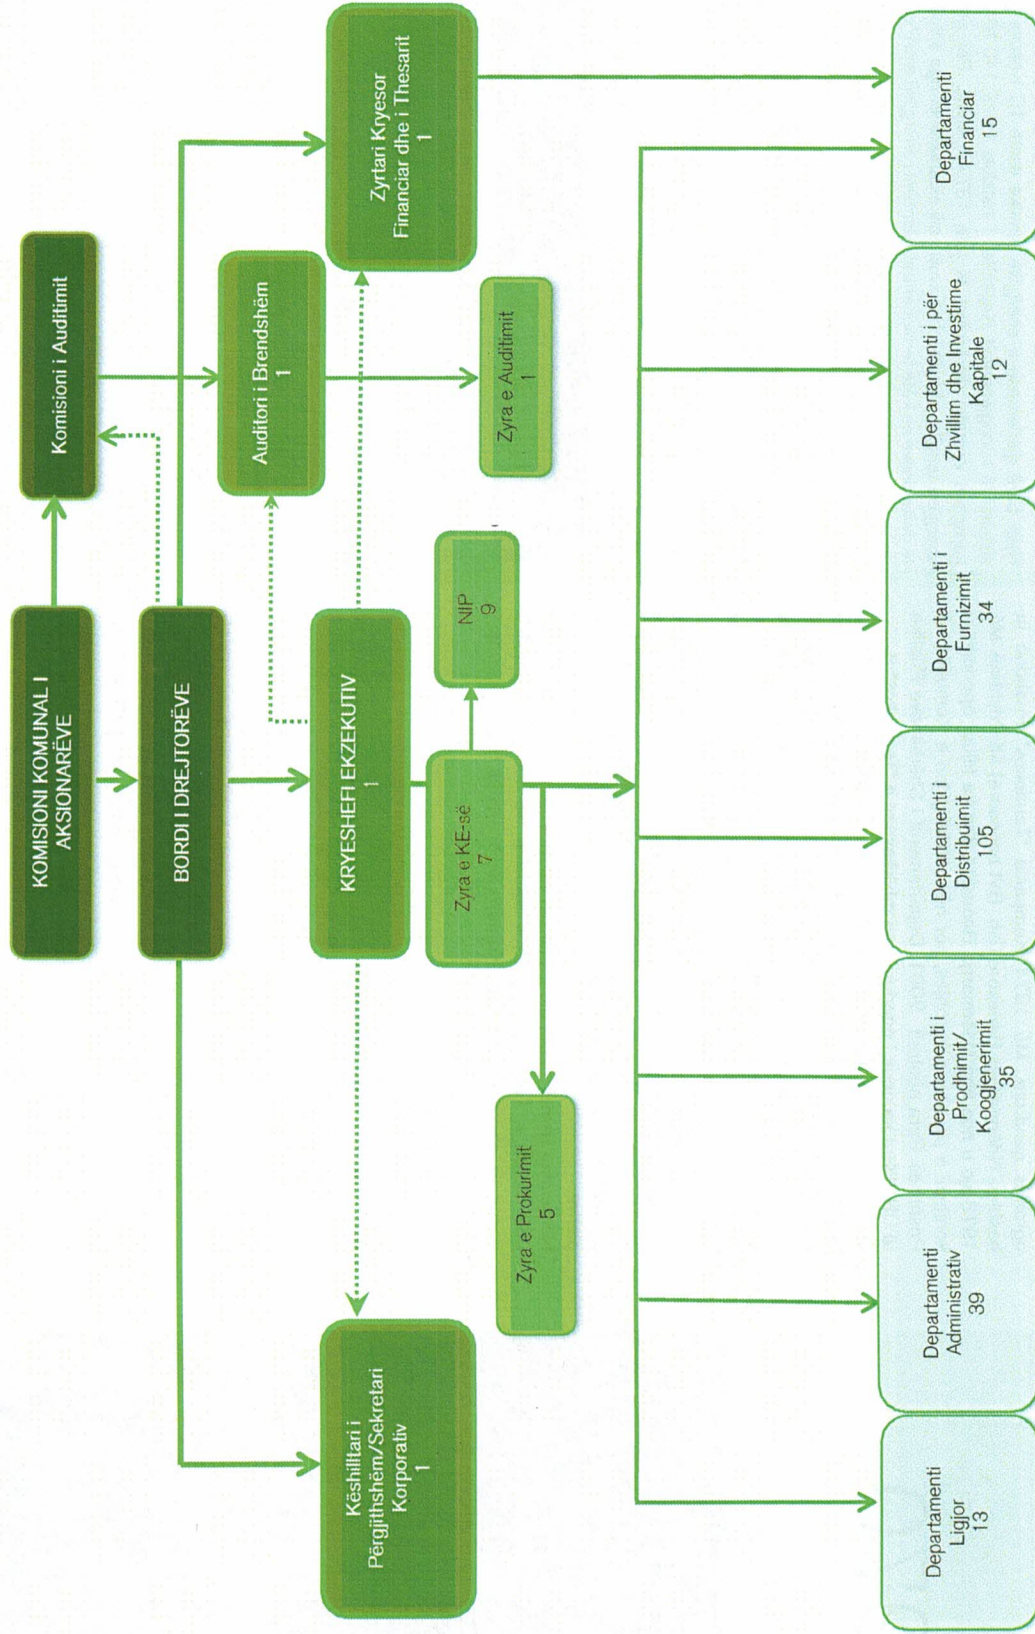 KOMISIONI KOMUNAL I
AKSIONARËVE
Komisioni i Auditimit
BORDI I DREJTORËVE
Këshilltari i
Përgjithshëm/Sekretari
Korporativ
1
KRYESHEFI EKZEKUTIV
1
Auditori i Brendshëm
1
Zyrtari Kryesor
Financiar dhe i Thesarit
1
Zyra e KE-së
7
NIP
9
Zyra e Auditimit
1
Zyra e Prokurimit
5
Departamenti
Ligjor
13
Departamenti
Administrativ
39
Departamenti i
Prodhimit/
Koogjenerimit
35
Departamenti i
Distribuimit
105
Departamenti i
Furnizimit
34
Departamenti i për
Zhvillim dhe Investime
Kapitale
12
Departamenti
Financiar
15